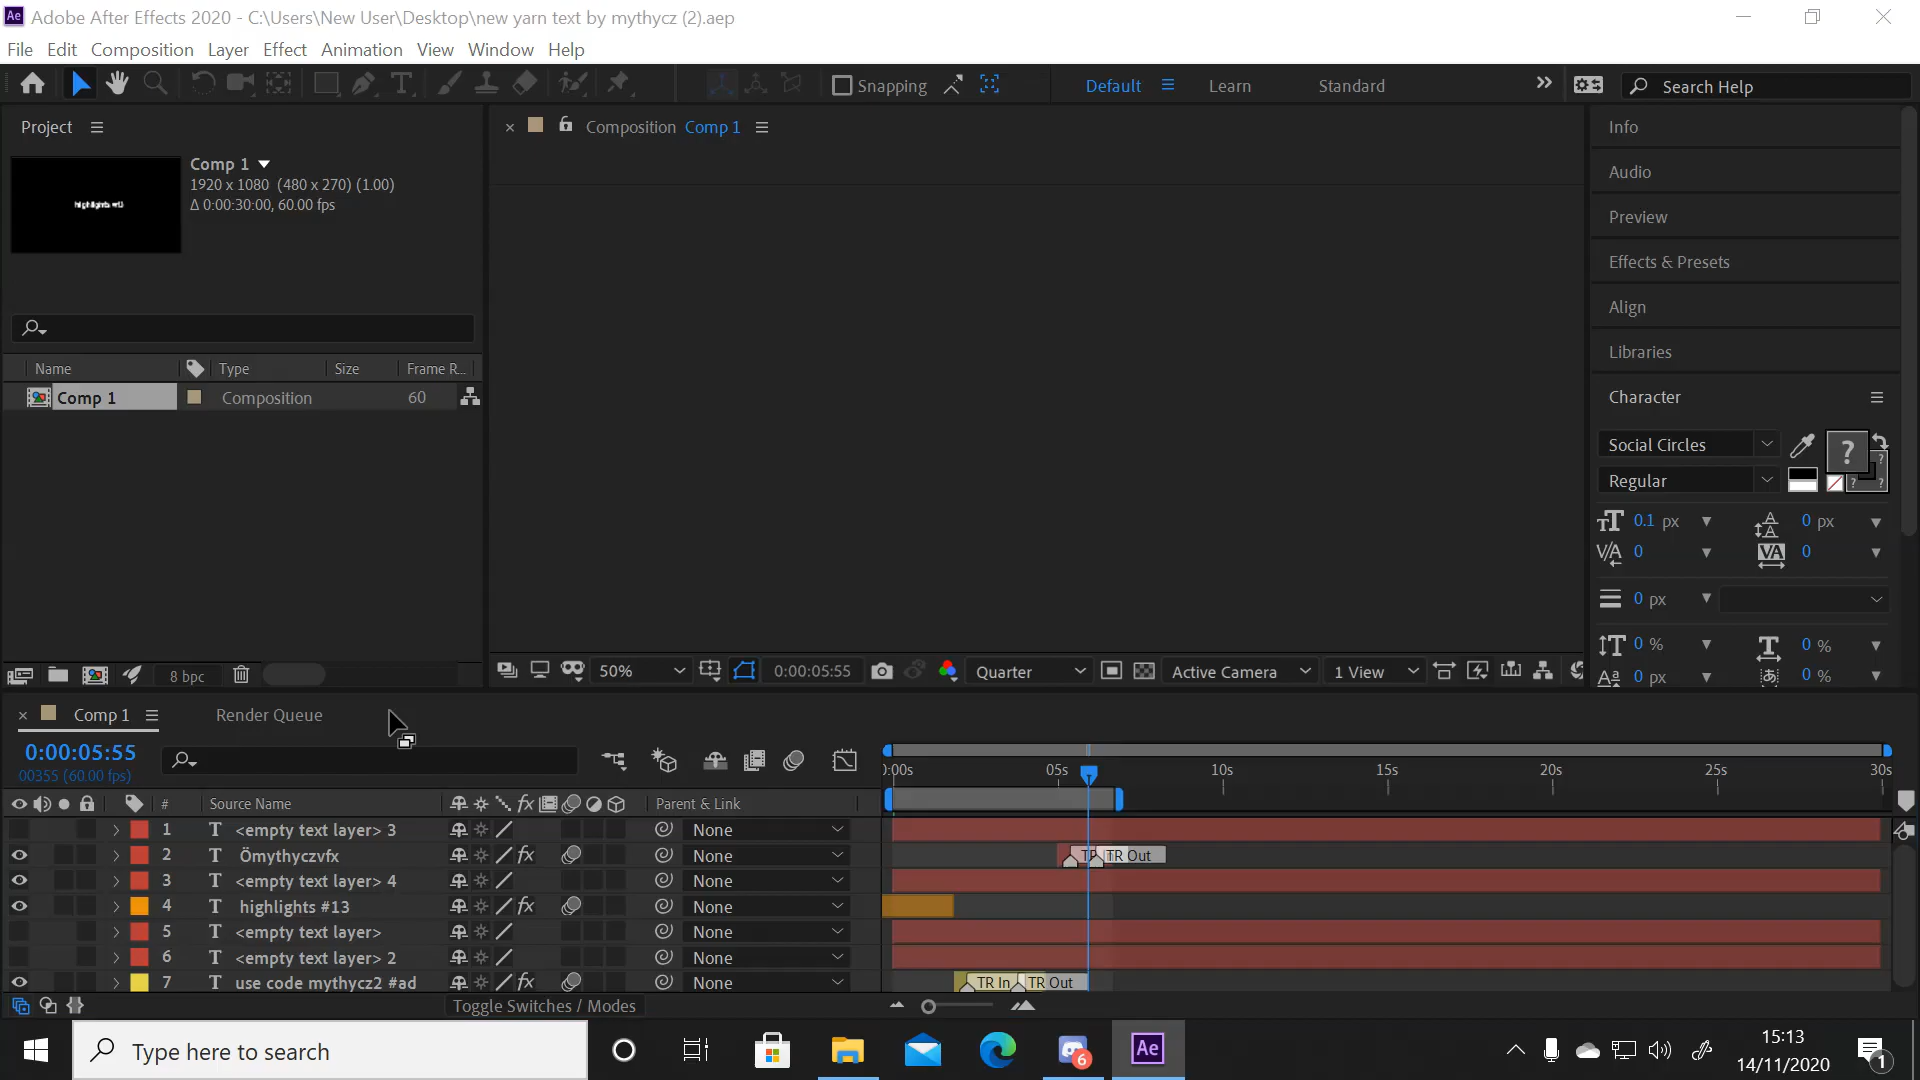 Adobe After Effects 2020 - C:\Users\New User\Desktop\new yarn text by mythycz (2).aep
File Edit Composition Layer Effect Animation View Window Help
Snapping Default Learn Standard Search Help
Project
Comp 1
1920 x 1080 (480 x 270) (1.00)
Δ 0:00:30:00, 60.00 fps
highlights #13
Name Type Size Frame R...
Comp 1 Composition 60
8 bpc
Composition Comp 1
50% 0:00:05:55 Quarter Active Camera 1 View
Info
Audio
Preview
Effects & Presets
Align
Libraries
Character
Social Circles
Regular
0.1 px 0 px
0 0
0 px
0 % 0 %
0 px 0 %
Comp 1 Render Queue
0:00:05:55
00355 (60.00 fps)
):00s 05s 10s 15s 20s 25s 30s
# Source Name Parent & Link
1 T <empty text layer> 3 None
2 T Ömythyczvfx None TR Out
3 T <empty text layer> 4 None
4 T highlights #13 None
5 T <empty text layer> None
6 T <empty text layer> 2 None
7 T use code mythycz2 #ad None TR In TR Out
Toggle Switches / Modes
Type here to search
6
Ae
15:13
14/11/2020
1